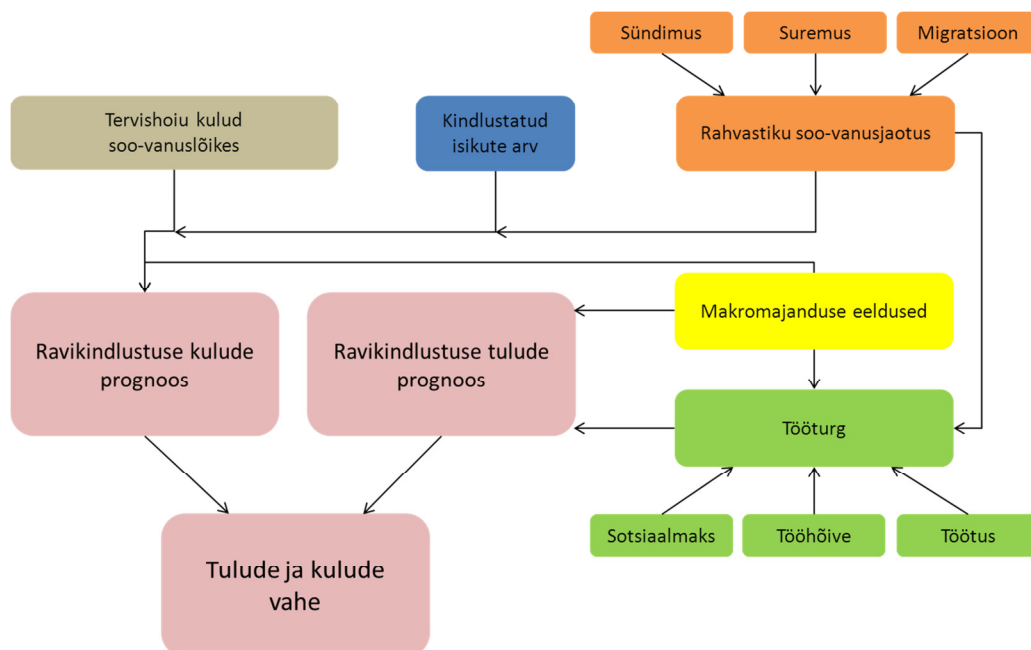 Sündimus
Suremus
Migratsioon
Tervishoiu kulud
soo-vanuslõikes
Kindlustatud
isikute arv
Rahvastiku soo-vanusjaotus
Makromajanduse eeldused
Ravikindlustuse kulude
prognoos
Ravikindlustuse tulude
prognoos
Tööturg
Sotsiaalmaks
Tööhõive
Töötus
Tulude ja kulude
vahe